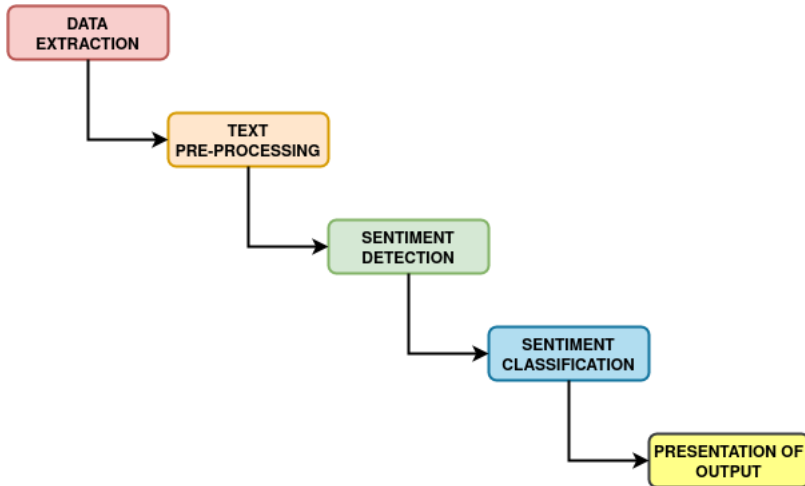 DATA
EXTRACTION
TEXT
PRE-PROCESSING
SENTIMENT
DETECTION
SENTIMENT
CLASSIFICATION
PRESENTATION OF
OUTPUT